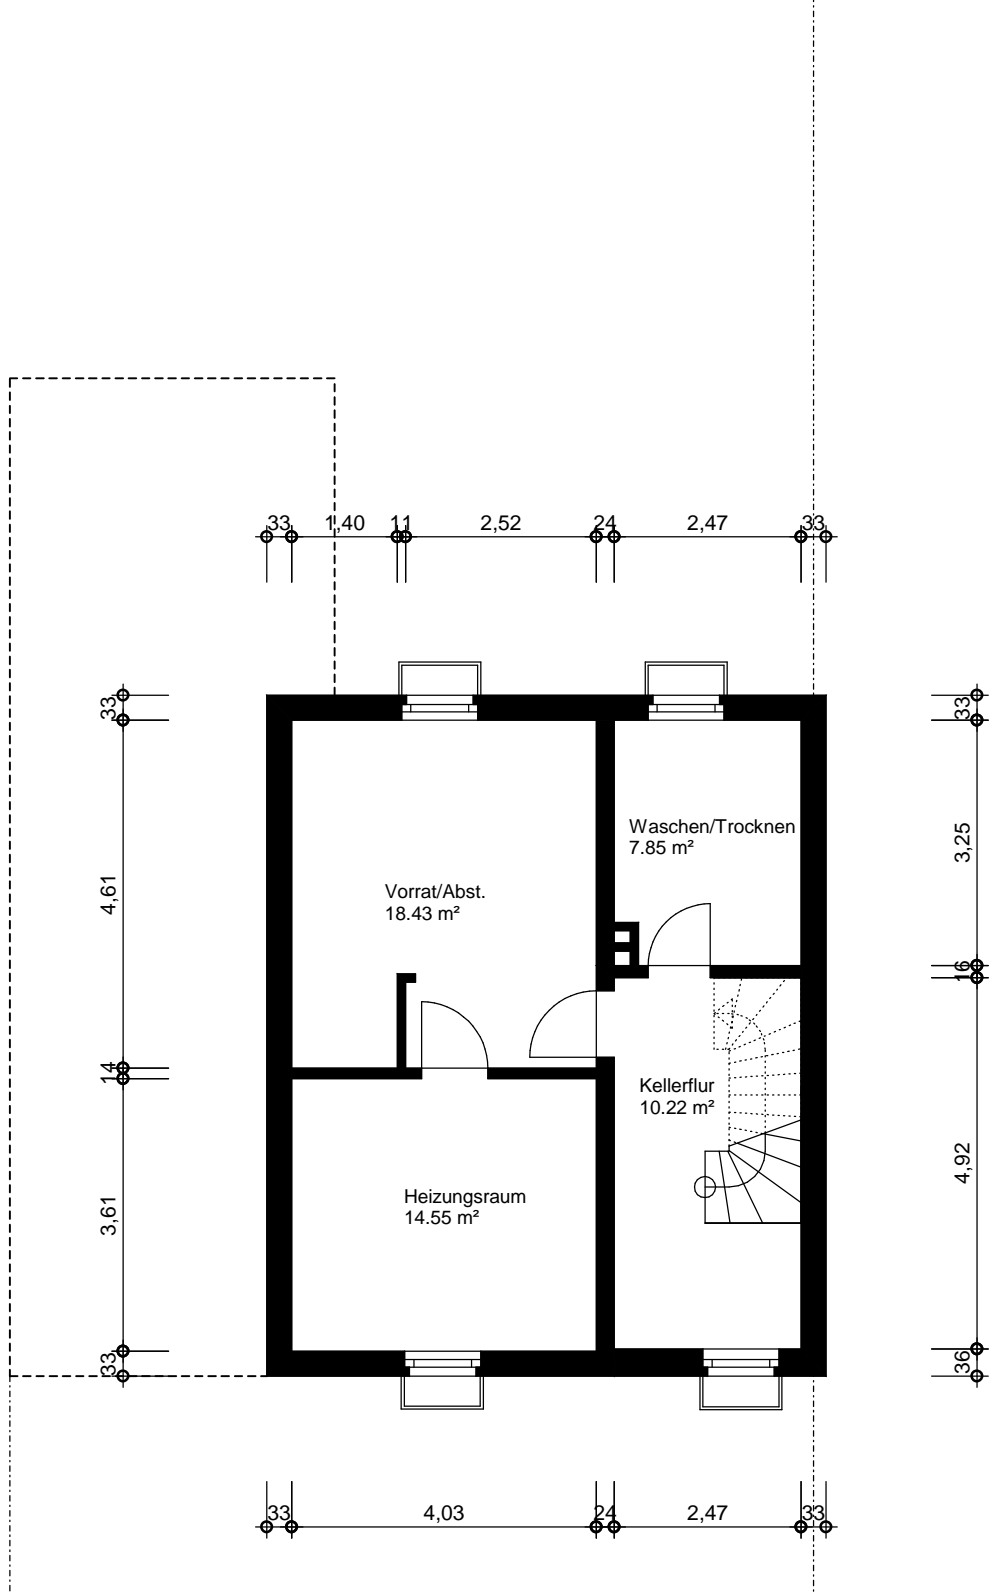 33 1,40 11 2,52 24 2,47 33
33
33
Waschen/Trocknen
7.85 m²
3,25
4,61
Vorrat/Abst.
18.43 m²
16
14
Kellerflur
10.22 m²
4,92
Heizungsraum
14.55 m²
3,61
33
36
33 4,03 24 2,47 33